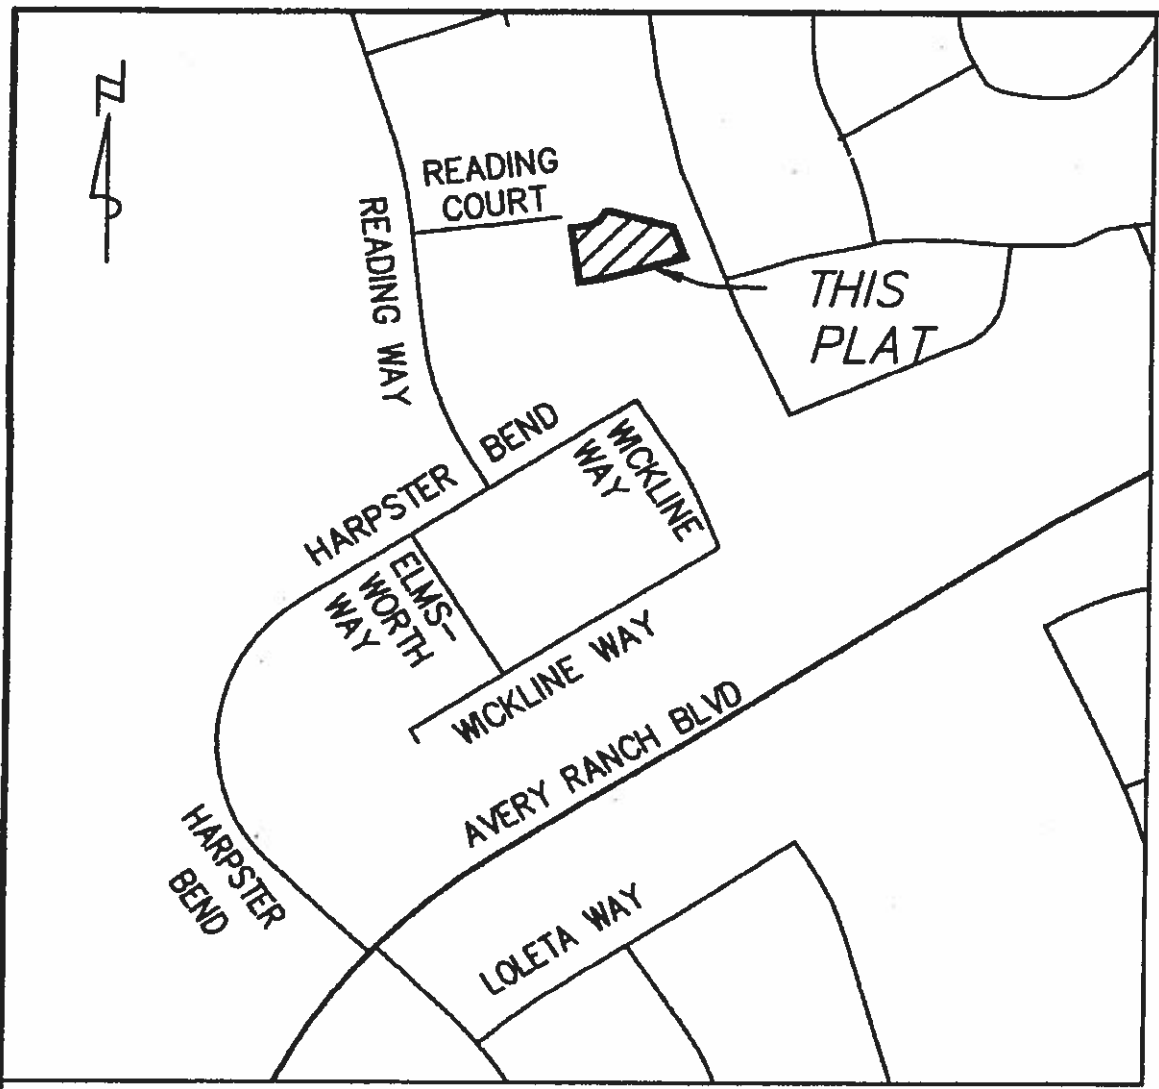 N
READING
COURT
READING WAY
THIS
PLAT
HARPSTER BEND
WICKLINE
WAY
ELMS-
WORTH
WAY
WICKLINE WAY
AVERY RANCH BLVD
HARPSTER
BEND
LOLETA WAY